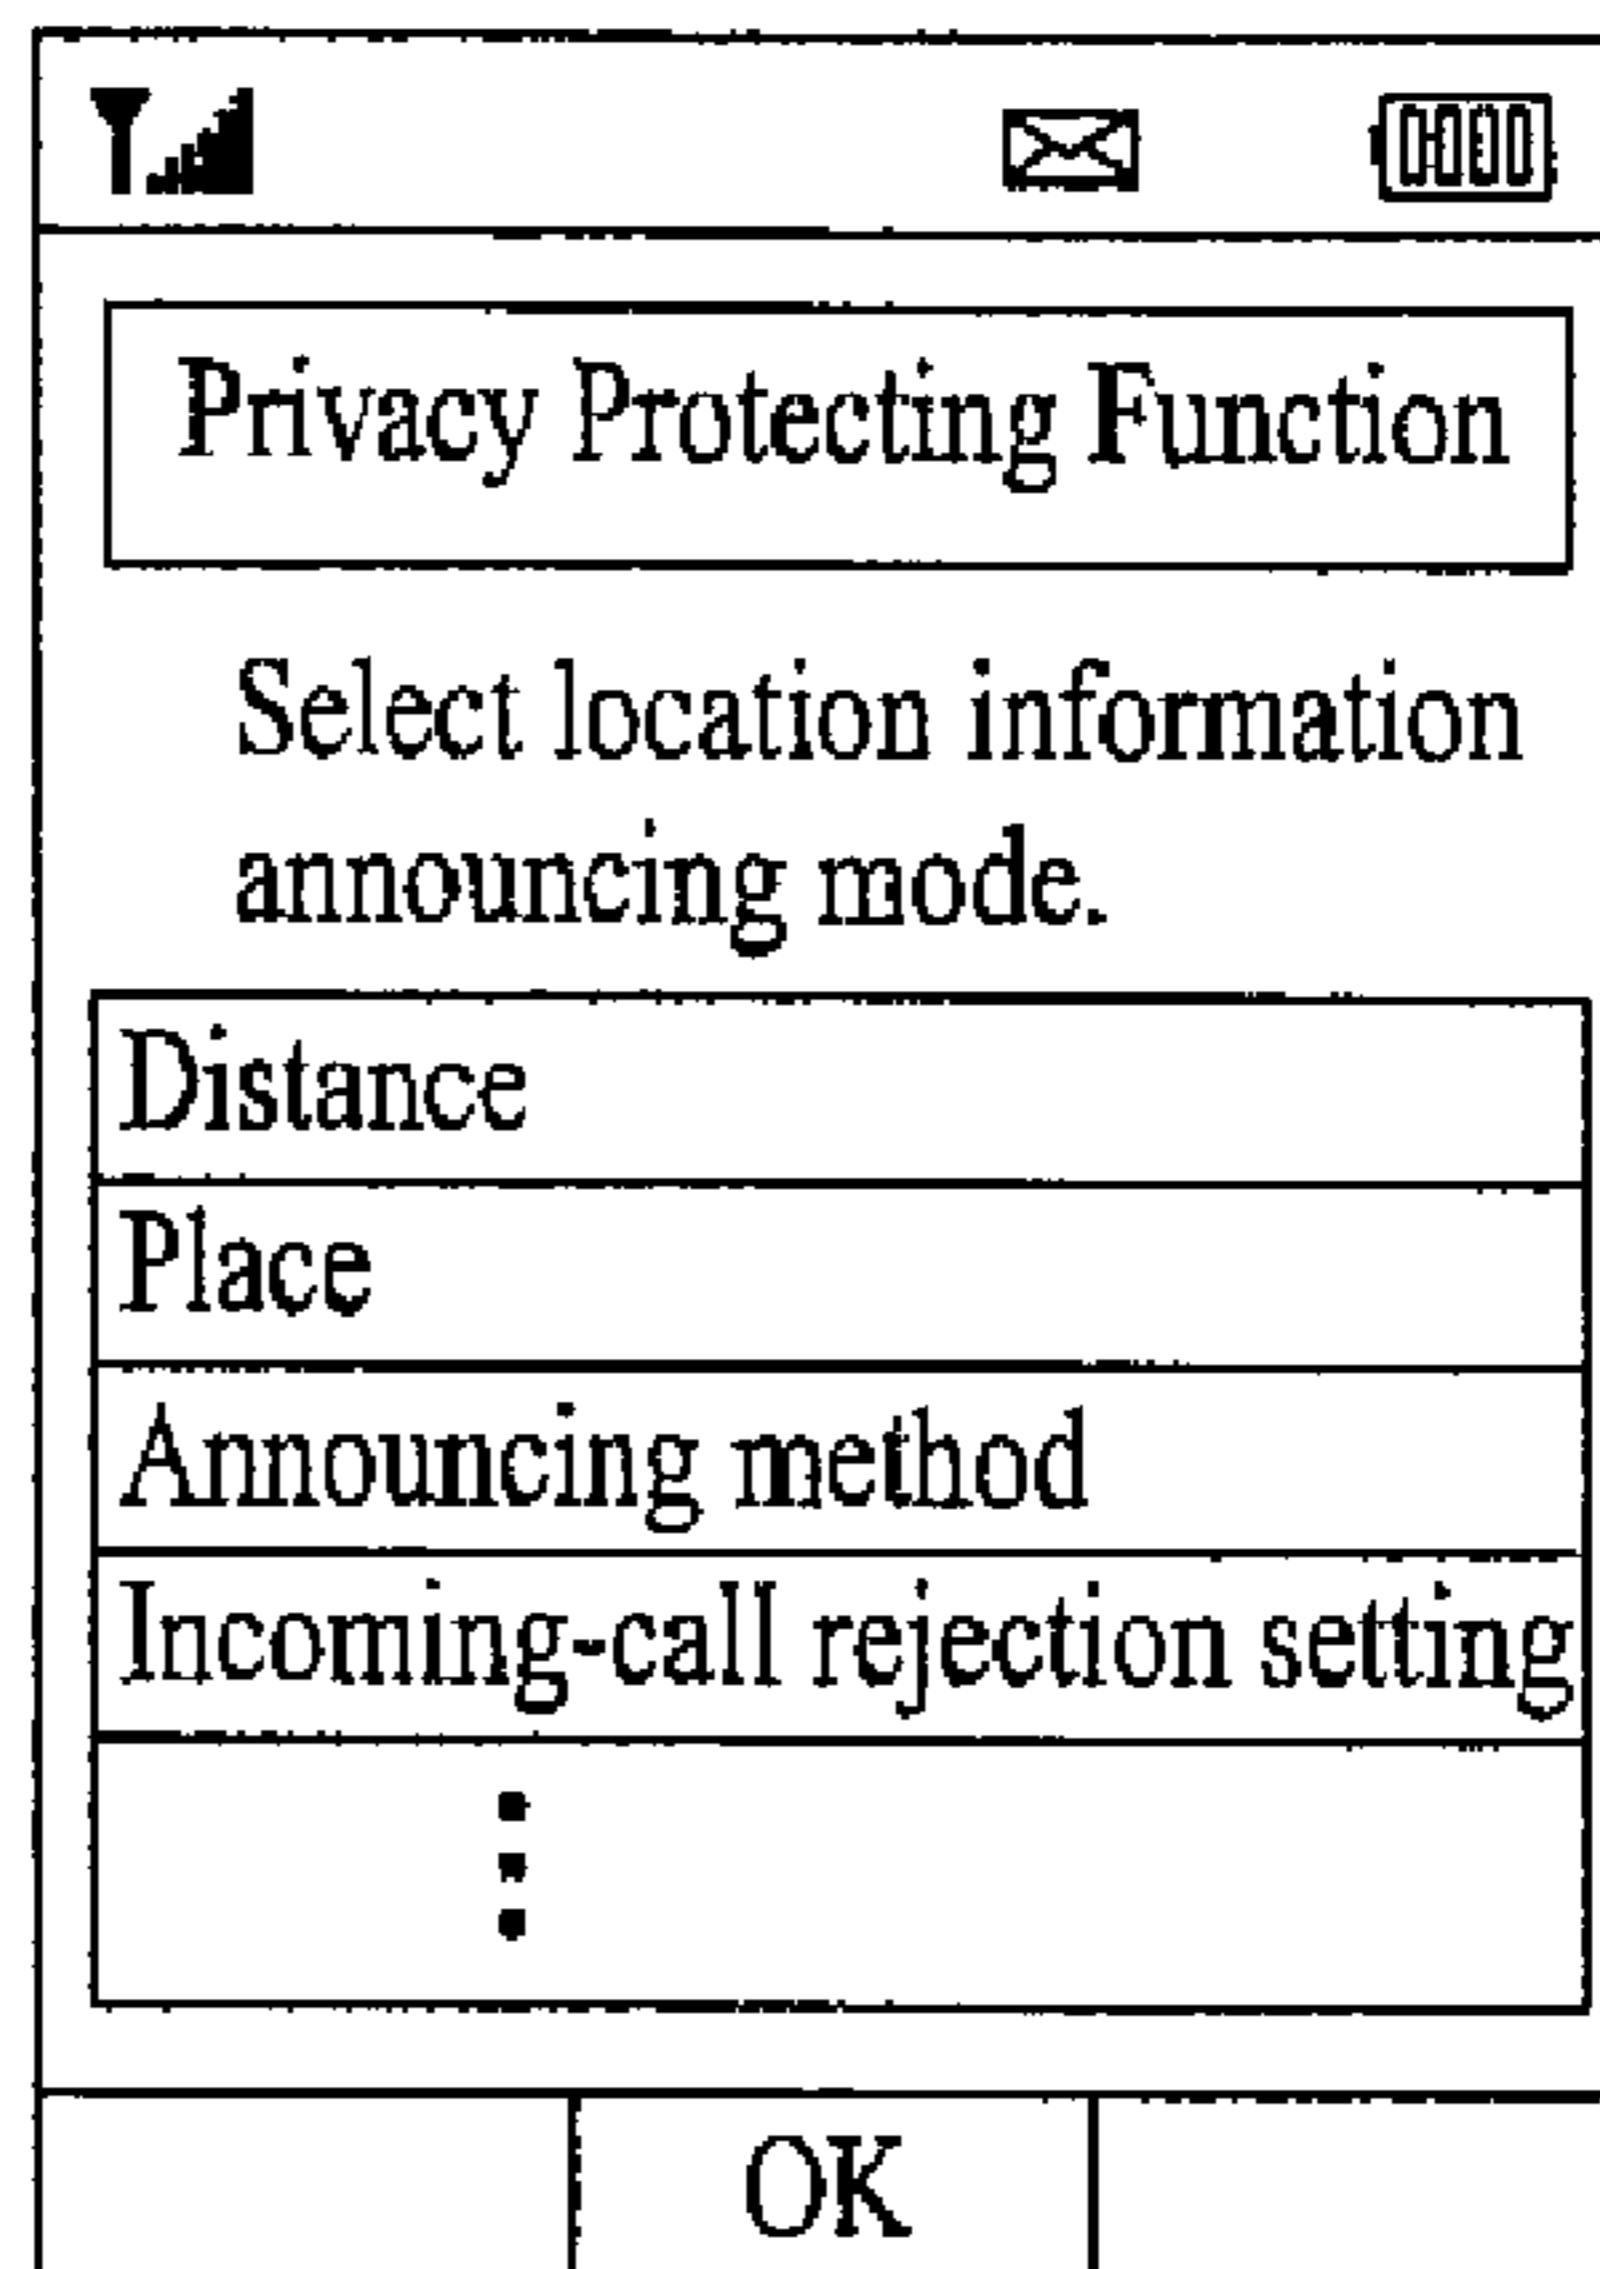 Privacy Protecting Function
Select location information
announcing mode.
Distance
Place
Announcing method
Incoming-call rejection setting
OK